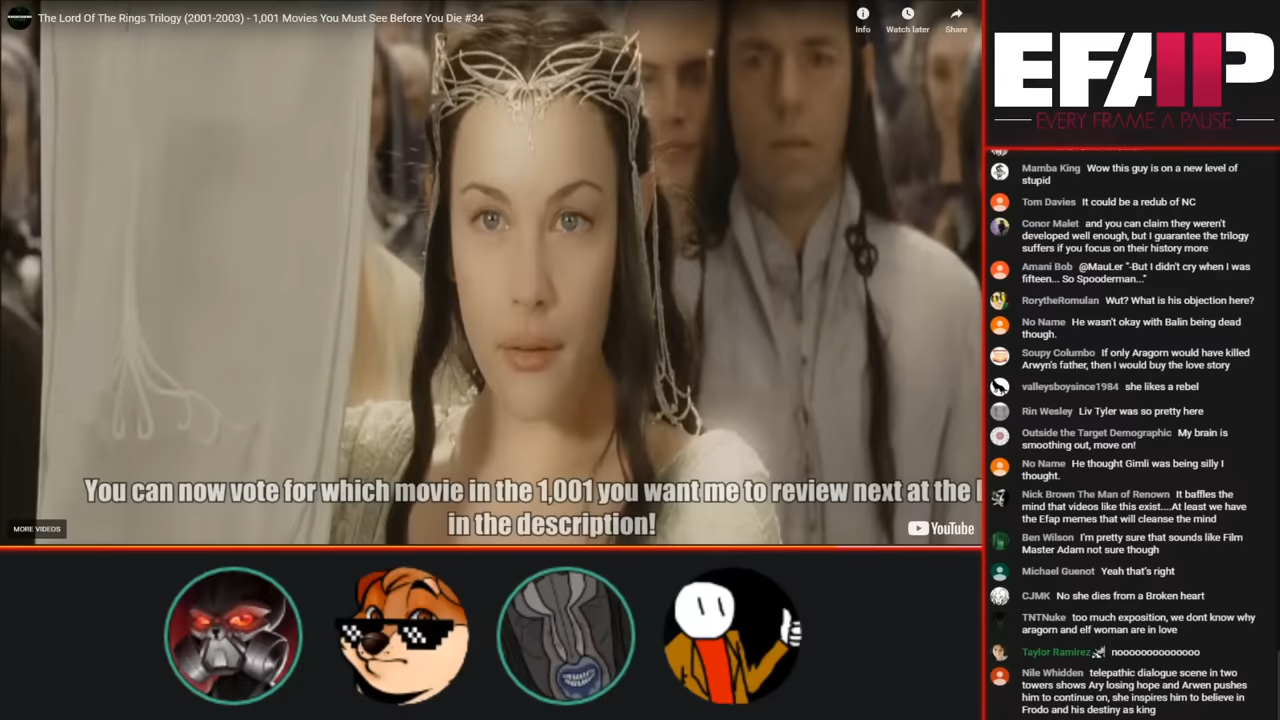 The Lord Of The Rings Trilogy (2001-2003) - 1,001 Movies You Must See Before You Die #34
Info
Watch later
Share
You can now vote for which movie in the 1,001 you want me to review next at the
in the description!
MORE VIDEOS
YouTube
EFAP
EVERY FRAME A PAUSE
Mamba King Wow this guy is on a new level of
stupid
Tom Davies It could be a redub of NC
Conor Malet and you can claim they weren't
developed well enough, but I guarantee the trilogy
suffers if you focus on their history more
Amani Bob @MauLer "-But I didn't cry when I was
fifteen... So Spooderman..."
RorytheRomulan Wut? What is his objection here?
No Name He wasn't okay with Balin being dead
though.
Soupy Columbo If only Aragorn would have killed
Arwyn's father, then I would buy the love story
valleysboysince1984 she likes a rebel
Rin Wesley Liv Tyler was so pretty here
Outside the Target Demographic My brain is
smoothing out, move on!
No Name He thought Gimli was being silly I
thought.
Nick Brown The Man of Renown It baffles the
mind that videos like this exist....At least we have
the Efap memes that will cleanse the mind
Ben Wilson I'm pretty sure that sounds like Film
Master Adam not sure though
Michael Guenot Yeah that's right
CJMK No she dies from a Broken heart
TNTNuke too much exposition, we dont know why
aragorn and elf woman are in love
Taylor Ramirez nooooooooooooooo
Nile Whidden telepathic dialogue scene in two
towers shows Ary losing hope and Arwen pushes
him to continue on, she inspires him to believe in
Frodo and his destiny as king